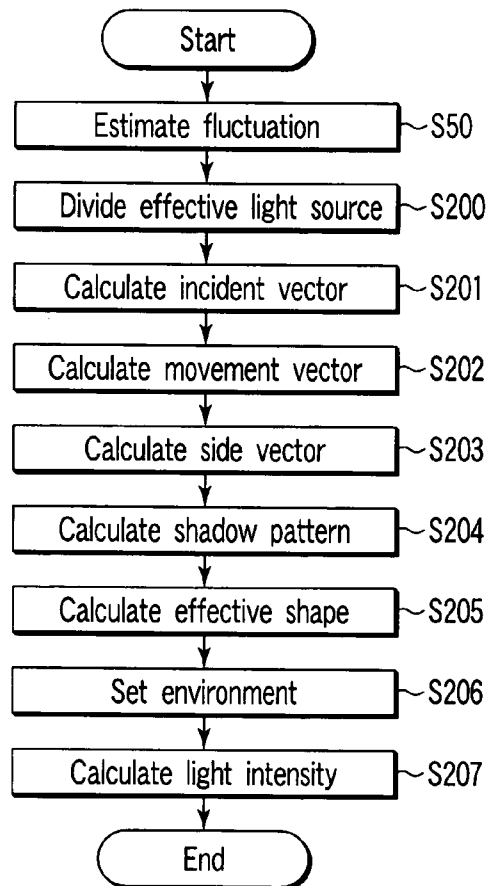 Start
Estimate fluctuation ~S50
Divide effective light source ~S200
Calculate incident vector ~S201
Calculate movement vector ~S202
Calculate side vector ~S203
Calculate shadow pattern ~S204
Calculate effective shape ~S205
Set environment ~S206
Calculate light intensity ~S207
End